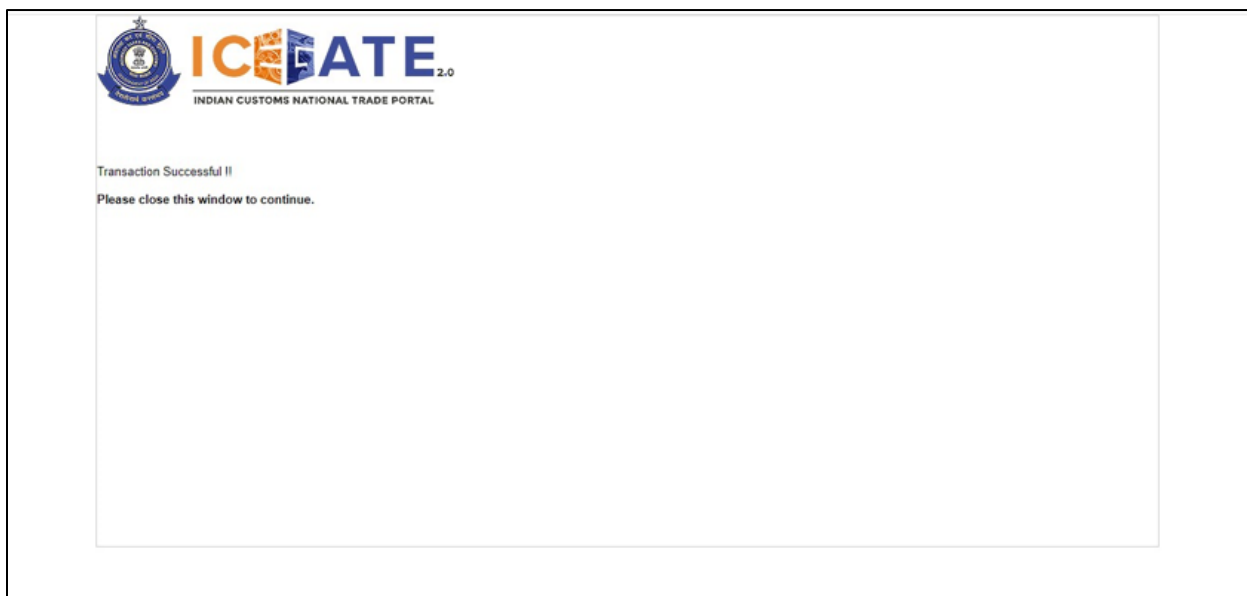 ICEGATE 2.0
INDIAN CUSTOMS NATIONAL TRADE PORTAL
Transaction Successful !!
Please close this window to continue.